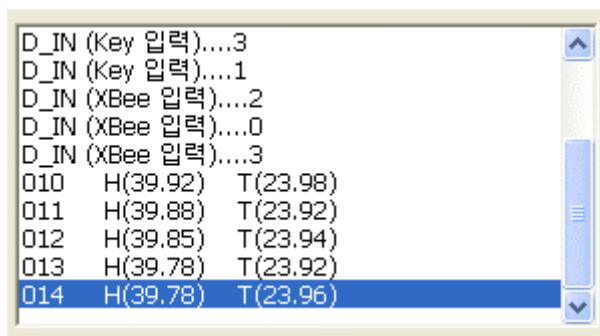 D_IN (Key 입력)....3
D_IN (Key 입력)....1
D_IN (XBee 입력)....2
D_IN (XBee 입력)....0
D_IN (XBee 입력)....3
010 H(39.92) T(23.98)
011 H(39.88) T(23.92)
012 H(39.85) T(23.94)
013 H(39.78) T(23.92)
014 H(39.78) T(23.96)